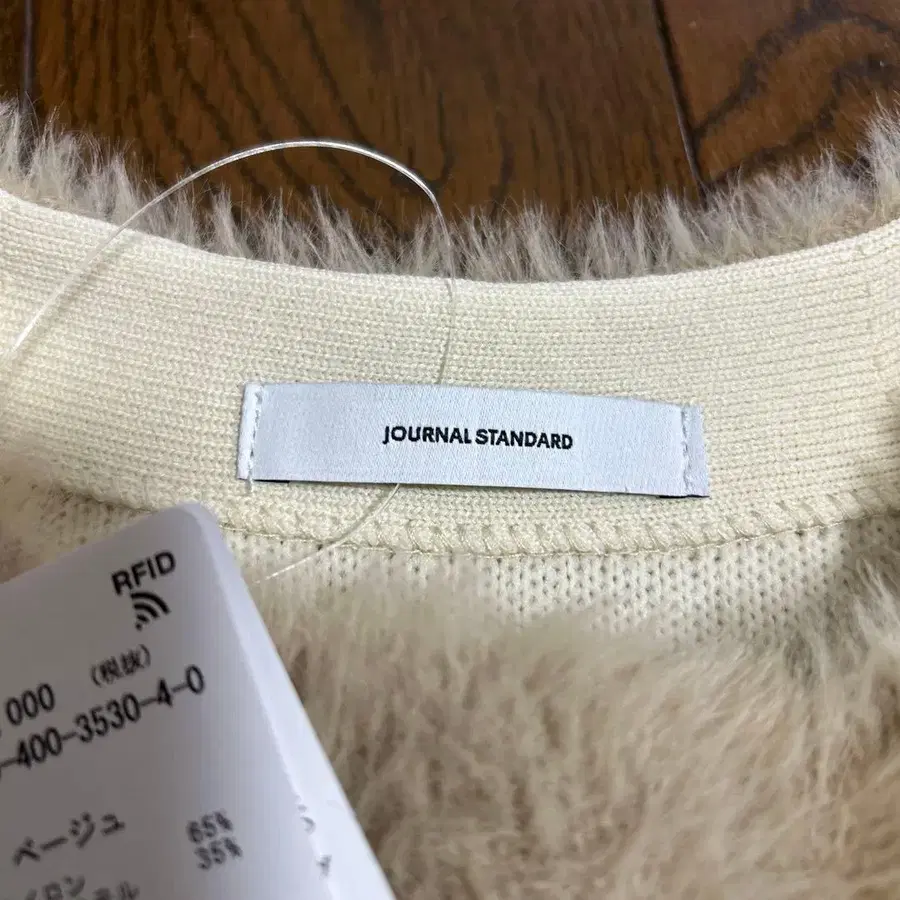 JOURNAL STANDARD
RFID
000 (税抜)
-400-3530-4-0
ベージュ 65%
35%